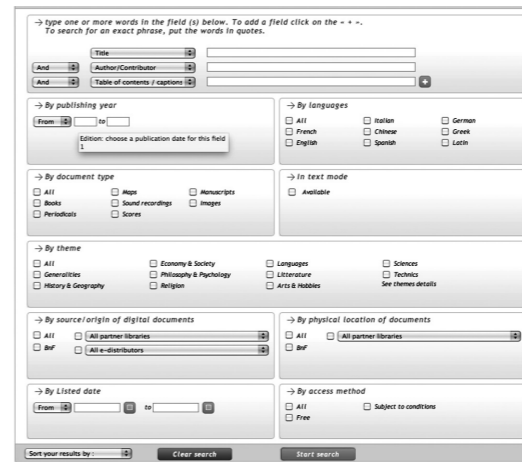 → type one or more words in the field (s) below. To add a field click on the « + ».
To search for an exact phrase, put the words in quotes.
Title
And Author/Contributor
And Table of contents / captions +
→ By publishing year
From to
Edition: choose a publication date for this field
1
→ By languages
All Italian German
French Chinese Greek
English Spanish Latin
→ By document type
All Maps Manuscripts
Books Sound recordings Images
Periodicals Scores
→ In text mode
Available
→ By theme
All Economy & Society Languages Sciences
Generalities Philosophy & Psychology Litterature Technics
History & Geography Religion Arts & Hobbies See themes details
→ By source/origin of digital documents
All All partner libraries
BnF All e-distributors
→ By physical location of documents
All All partner libraries
BnF
→ By Listed date
From to
→ By access method
All Subject to conditions
Free
Sort your results by : Clear search Start search